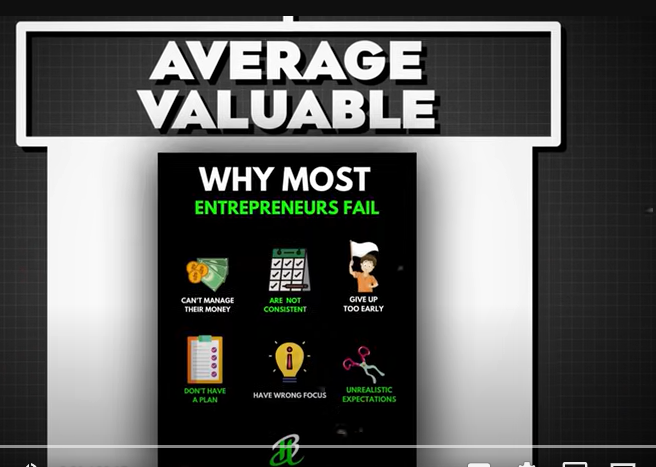 AVERAGE
VALUABLE
WHY MOST
ENTREPRENEURS FAIL
CAN'T MANAGE
THEIR MONEY
ARE NOT
CONSISTENT
GIVE UP
TOO EARLY
DON'T HAVE
A PLAN
HAVE WRONG FOCUS
UNREALISTIC
EXPECTATIONS